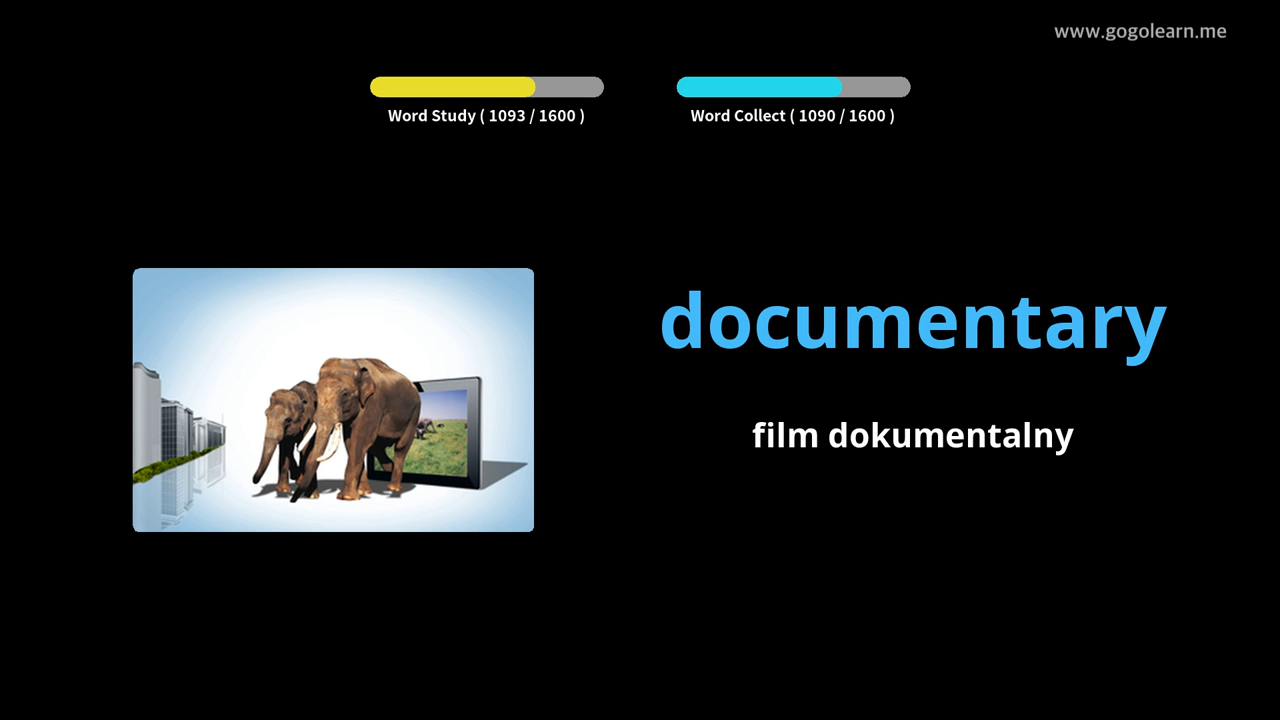 www.gogolearn.me
Word Study ( 1093 / 1600 )
Word Collect ( 1090 / 1600 )
documentary
film dokumentalny